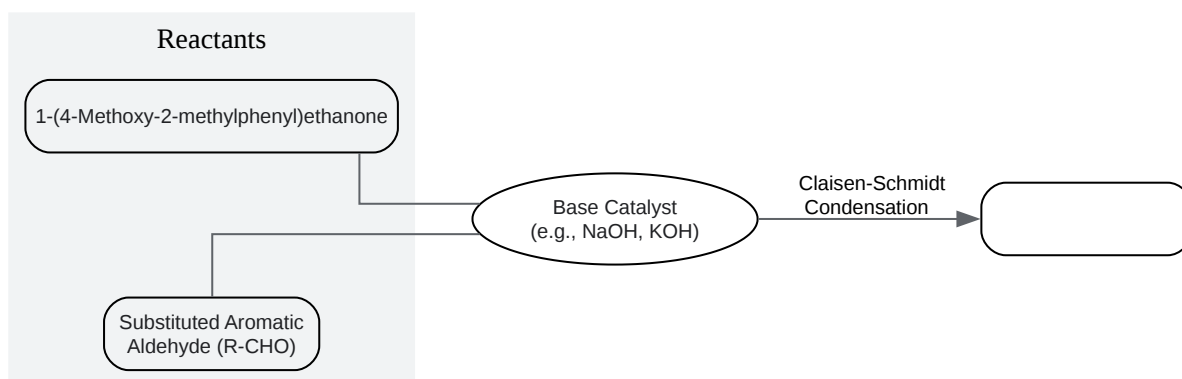 Reactants
1-(4-Methoxy-2-methylphenyl)ethanone
Base Catalyst
(e.g., NaOH, KOH)
Claisen-Schmidt
Condensation
Substituted Aromatic
Aldehyde (R-CHO)